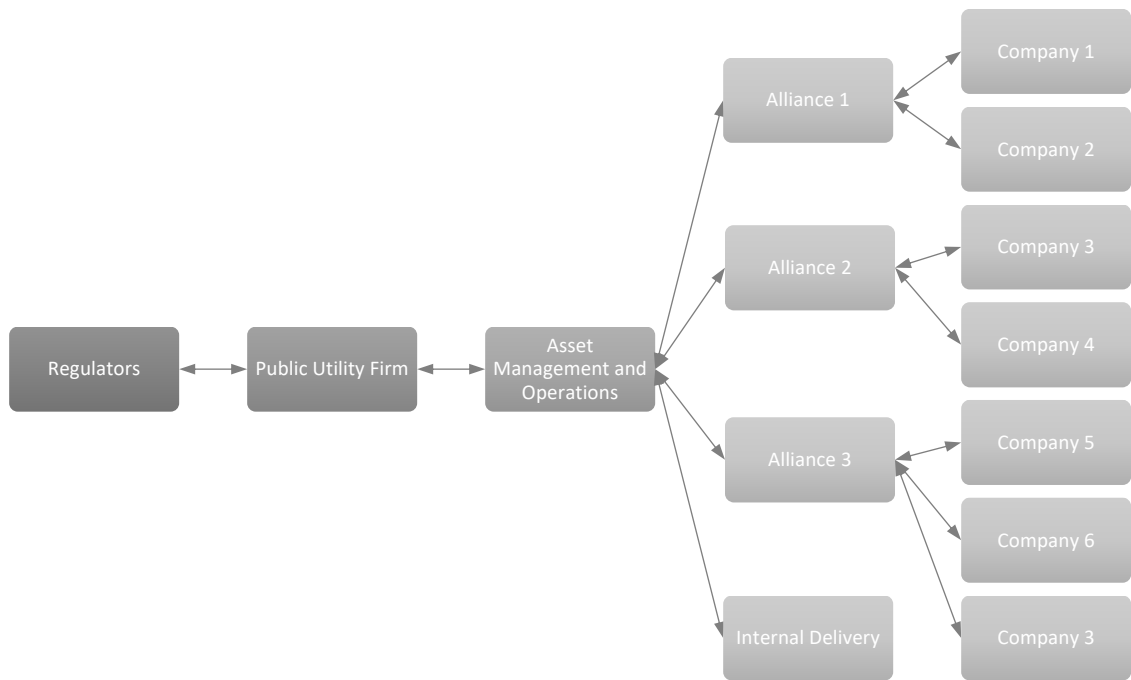 Regulators
Public Utility Firm
Asset
Management and
Operations
Alliance 1
Alliance 2
Alliance 3
Internal Delivery
Company 1
Company 2
Company 3
Company 4
Company 5
Company 6
Company 3